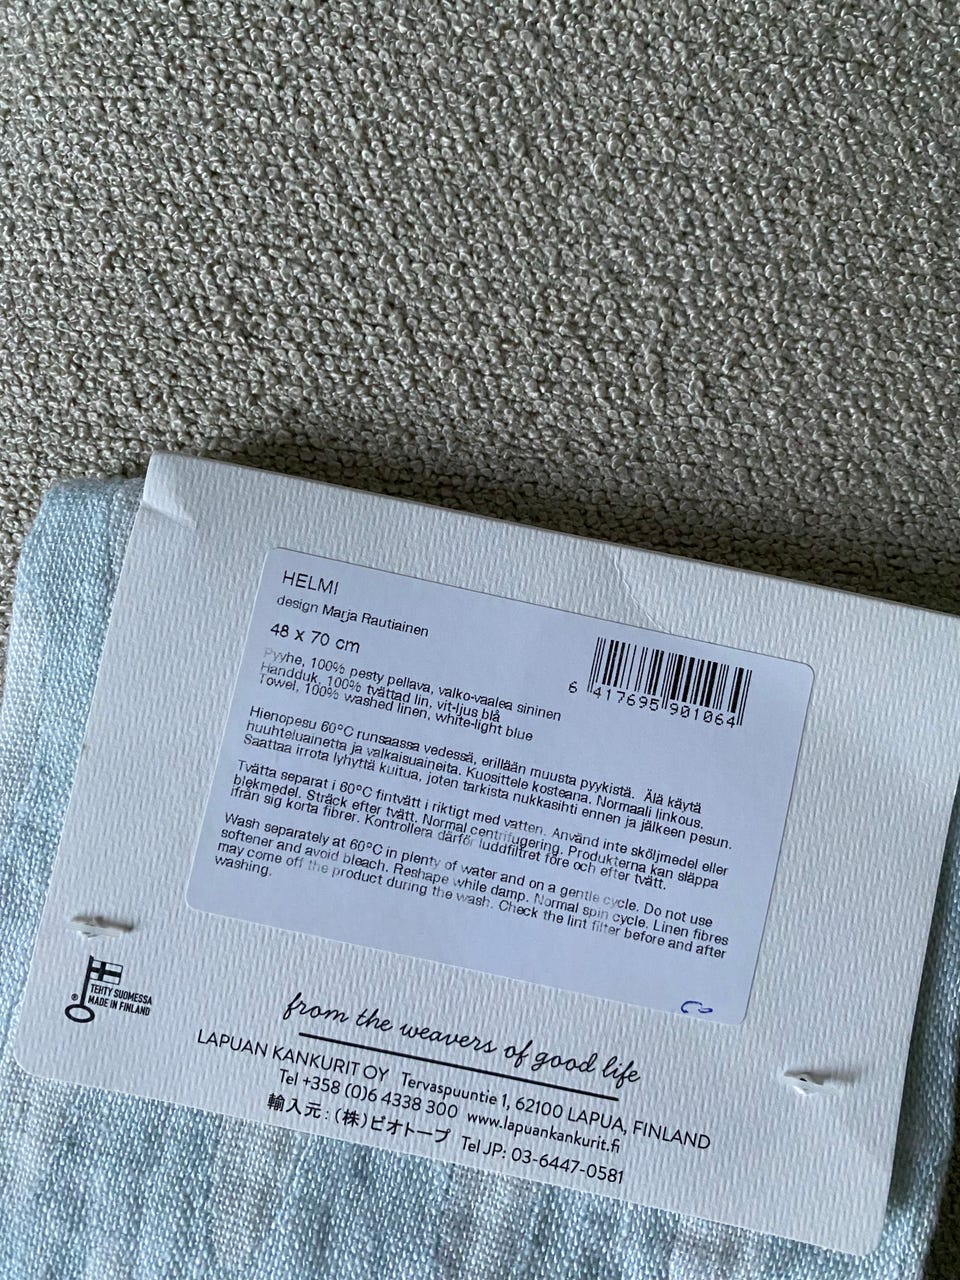 HELMI
design Marja Rautiainen
48 x 70 cm
Pyyhe, 100% pesty pellava, valko-vaalea sininen
Handduk, 100% tvättad lin, vit-ljus blå
Towel, 100% washed linen, white-light blue
6 417695 901064
Hienopesu 60°C runsaassa vedessä, erillään muusta pyykistä. Älä käytä
huuhteluainetta ja valkaisuaineita. Kuosittele kosteana. Normaali linkous.
Saattaa irrota lyhyttä kuitua, joten tarkista nukkasihti ennen ja jälkeen pesun.
Tvätta separat i 60°C fintvätt i riktigt med vatten. Använd inte sköljmedel eller
blekmedel. Sträck efter tvätt. Normal centrifugering. Produkterna kan släppa
ifrån sig korta fibrer. Kontrollera därför luddfiltret före och efter tvätt.
Wash separately at 60°C in plenty of water and on a gentle cycle. Do not use
softener and avoid bleach. Reshape while damp. Normal spin cycle. Linen fibres
may come off the product during the wash. Check the lint filter before and after
washing.
®
TEHTY SUOMESSA
MADE IN FINLAND
from the weavers of good life
LAPUAN KANKURIT OY Tervaspuuntie 1, 62100 LAPUA, FINLAND
Tel +358 (0)6 4338 300 www.lapuankankurit.fi
輸入元：（株）ビオトープ Tel JP: 03-6447-0581